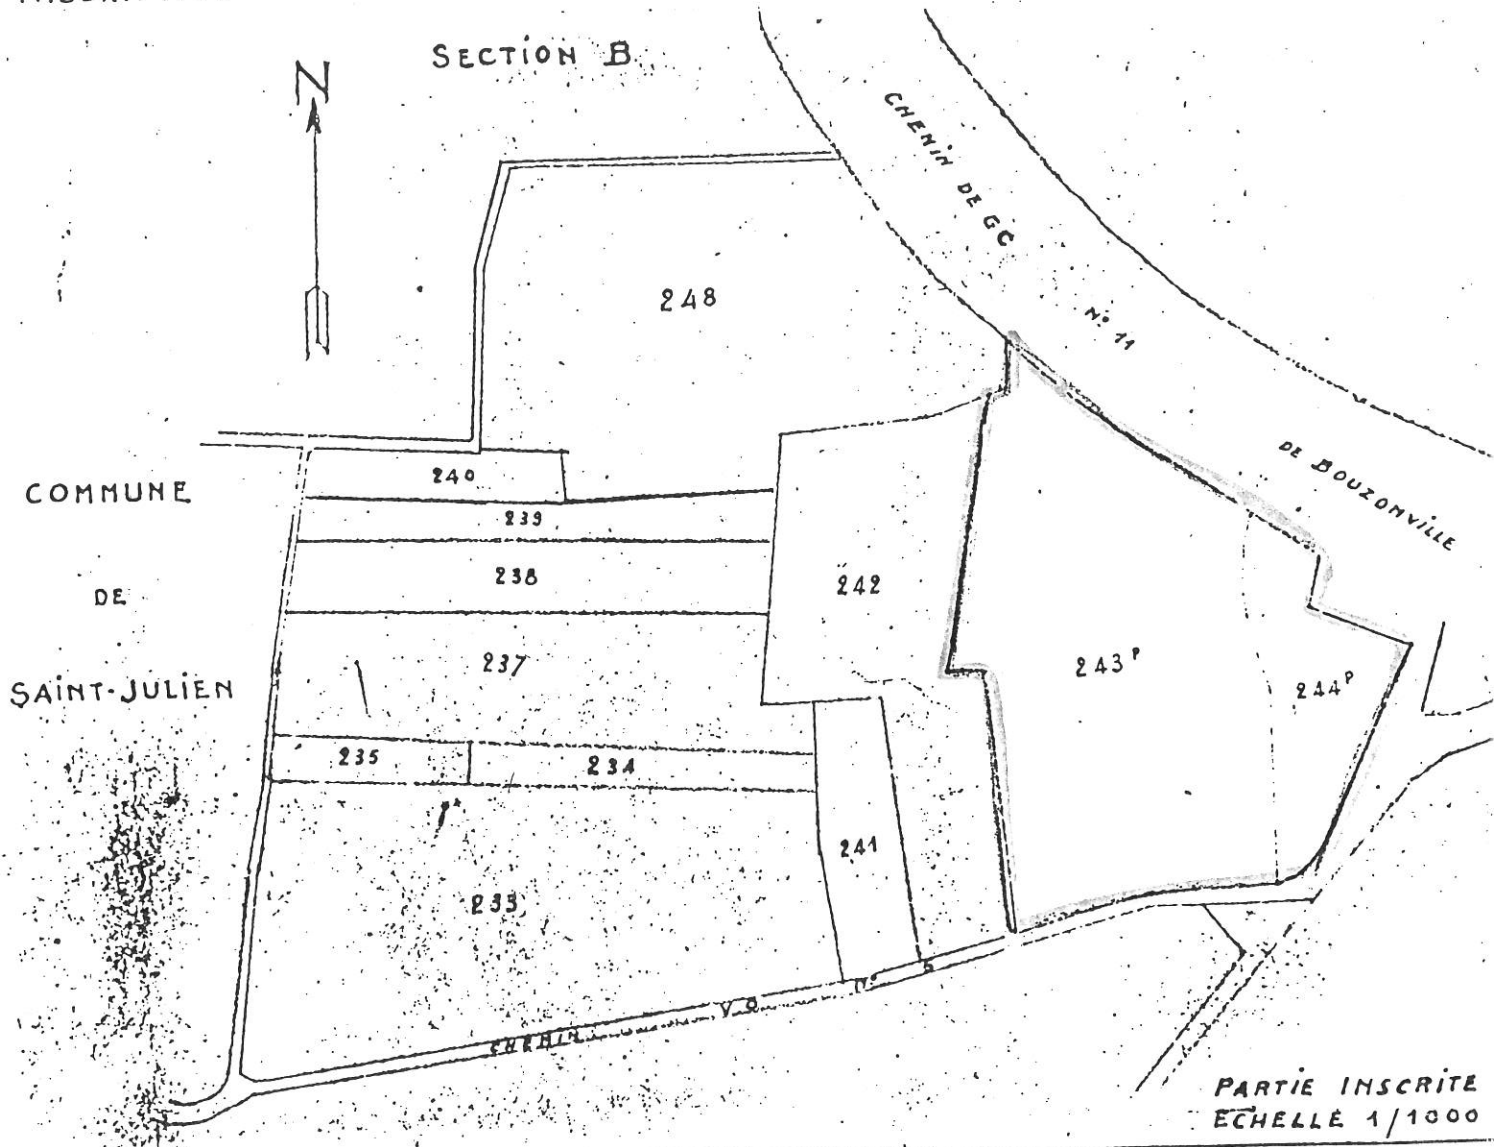 SECTION B
N
CHEMIN DE GC
Nº 11
DE BOUZONVILLE
248
COMMUNE
DE
SAINT-JULIEN
240
239
238
242
237
243P
244P
235
234
241
233
CHEMIN V.O Nº 5
PARTIE INSCRITE
ECHELLE 1/1000